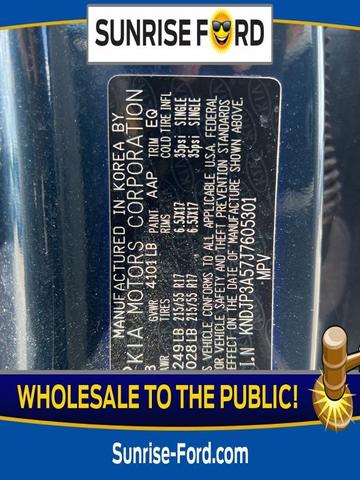 SUNRISE FORD
MANUFACTURED IN KOREA BY
KIA MOTORS CORPORATION
GVWR: 4101LB PAINT AAP TRIM EQ
TIRES COLD TIRE INFL
249LB 215/55 R17 6.5JX17 35psi SINGLE
028LB 215/55 R17 6.5JX17 35psi SINGLE
VEHICLE CONFORMS TO ALL APPLICABLE U.S.A. FEDERAL
VEHICLE SAFETY AND THEFT PREVENTION STANDARDS
EFFECT ON THE DATE OF MANUFACTURE SHOWN ABOVE.
I.N KNDJP3A57J7605301
MPV
WHOLESALE TO THE PUBLIC!
Sunrise-Ford.com